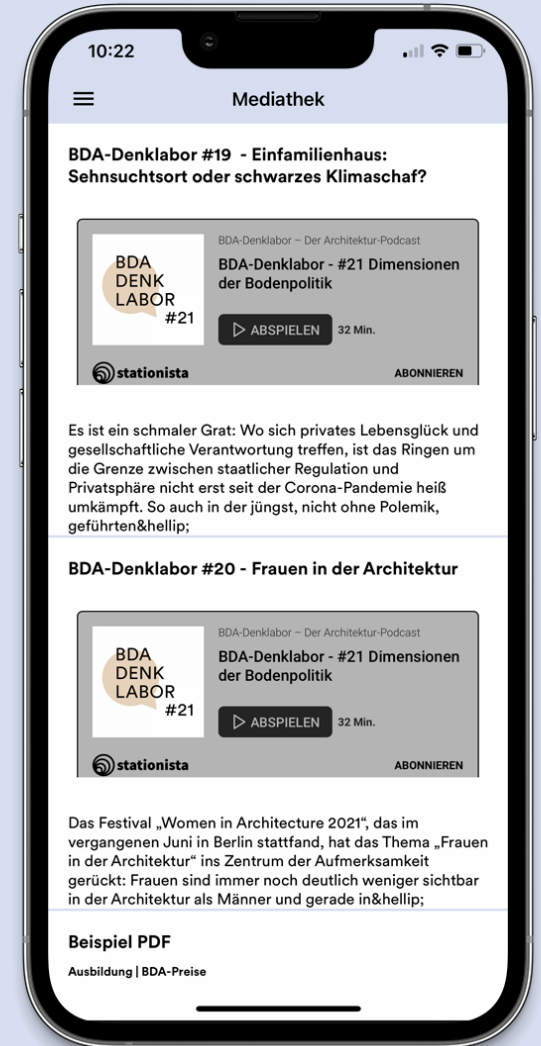 10:22
Mediathek
BDA-Denklabor #19 - Einfamilienhaus:
Sehnsuchtsort oder schwarzes Klimaschaf?
BDA
DENK
LABOR
#21
BDA-Denklabor – Der Architektur-Podcast
BDA-Denklabor - #21 Dimensionen
der Bodenpolitik
ABSPIELEN 32 Min.
stationista ABONNIEREN
Es ist ein schmaler Grat: Wo sich privates Lebensglück und
gesellschaftliche Verantwortung treffen, ist das Ringen um
die Grenze zwischen staatlicher Regulation und
Privatsphäre nicht erst seit der Corona-Pandemie heiß
umkämpft. So auch in der jüngst, nicht ohne Polemik,
geführten&hellip;
BDA-Denklabor #20 - Frauen in der Architektur
BDA
DENK
LABOR
#21
BDA-Denklabor – Der Architektur-Podcast
BDA-Denklabor - #21 Dimensionen
der Bodenpolitik
ABSPIELEN 32 Min.
stationista ABONNIEREN
Das Festival „Women in Architecture 2021“, das im
vergangenen Juni in Berlin stattfand, hat das Thema „Frauen
in der Architektur“ ins Zentrum der Aufmerksamkeit
gerückt: Frauen sind immer noch deutlich weniger sichtbar
in der Architektur als Männer und gerade in&hellip;
Beispiel PDF
Ausbildung | BDA-Preise